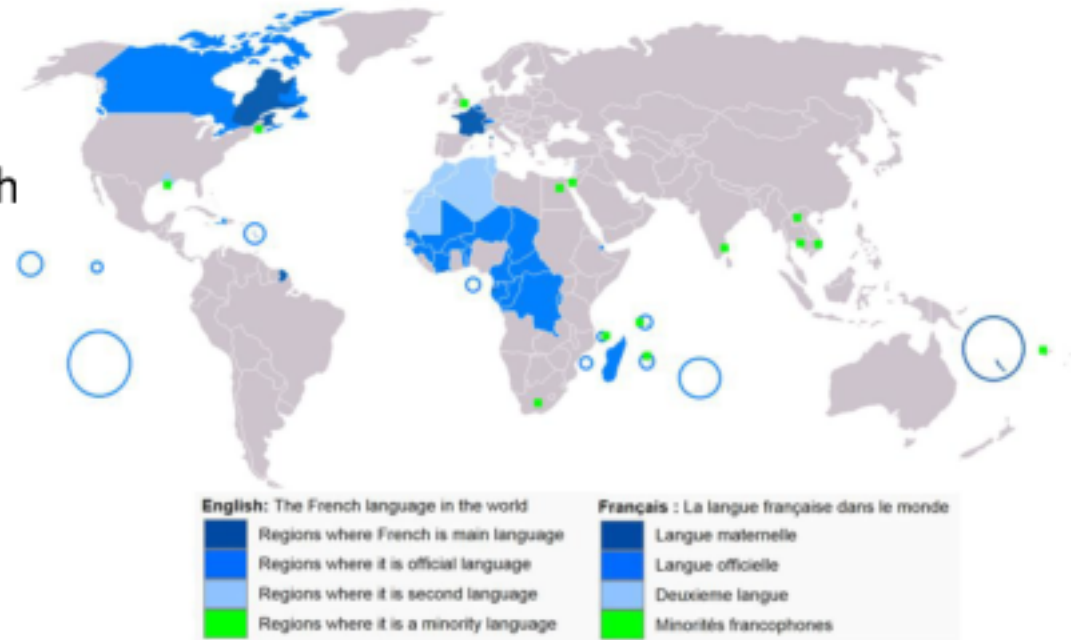 h
English: The French language in the world
Regions where French is main language
Regions where it is official language
Regions where it is second language
Regions where it is a minority language
Français : La langue française dans le monde
Langue maternelle
Langue officielle
Deuxieme langue
Minorités francophones